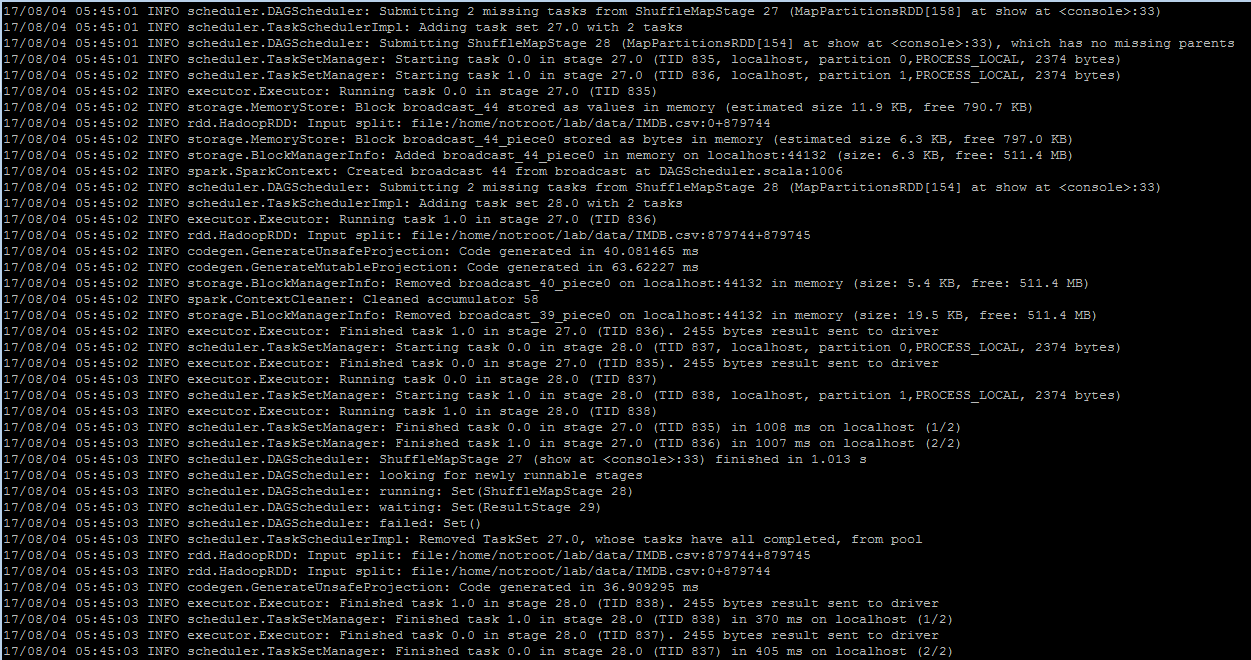 17/08/04 05:45:01 INFO scheduler.DAGScheduler: Submitting 2 missing tasks from ShuffleMapStage 27 (MapPartitionsRDD[158] at show at <console>:33)
17/08/04 05:45:01 INFO scheduler.TaskSchedulerImpl: Adding task set 27.0 with 2 tasks
17/08/04 05:45:01 INFO scheduler.DAGScheduler: Submitting ShuffleMapStage 28 (MapPartitionsRDD[154] at show at <console>:33), which has no missing parents
17/08/04 05:45:01 INFO scheduler.TaskSetManager: Starting task 0.0 in stage 27.0 (TID 835, localhost, partition 0,PROCESS_LOCAL, 2374 bytes)
17/08/04 05:45:02 INFO scheduler.TaskSetManager: Starting task 1.0 in stage 27.0 (TID 836, localhost, partition 1,PROCESS_LOCAL, 2374 bytes)
17/08/04 05:45:02 INFO executor.Executor: Running task 0.0 in stage 27.0 (TID 835)
17/08/04 05:45:02 INFO storage.MemoryStore: Block broadcast_44 stored as values in memory (estimated size 11.9 KB, free 790.7 KB)
17/08/04 05:45:02 INFO rdd.HadoopRDD: Input split: file:/home/notroot/lab/data/IMDB.csv:0+879744
17/08/04 05:45:02 INFO storage.MemoryStore: Block broadcast_44_piece0 stored as bytes in memory (estimated size 6.3 KB, free 797.0 KB)
17/08/04 05:45:02 INFO storage.BlockManagerInfo: Added broadcast_44_piece0 in memory on localhost:44132 (size: 6.3 KB, free: 511.4 MB)
17/08/04 05:45:02 INFO spark.SparkContext: Created broadcast 44 from broadcast at DAGScheduler.scala:1006
17/08/04 05:45:02 INFO scheduler.DAGScheduler: Submitting 2 missing tasks from ShuffleMapStage 28 (MapPartitionsRDD[154] at show at <console>:33)
17/08/04 05:45:02 INFO scheduler.TaskSchedulerImpl: Adding task set 28.0 with 2 tasks
17/08/04 05:45:02 INFO executor.Executor: Running task 1.0 in stage 27.0 (TID 836)
17/08/04 05:45:02 INFO rdd.HadoopRDD: Input split: file:/home/notroot/lab/data/IMDB.csv:879744+879745
17/08/04 05:45:02 INFO codegen.GenerateUnsafeProjection: Code generated in 40.081465 ms
17/08/04 05:45:02 INFO codegen.GenerateMutableProjection: Code generated in 63.62227 ms
17/08/04 05:45:02 INFO storage.BlockManagerInfo: Removed broadcast_40_piece0 on localhost:44132 in memory (size: 5.4 KB, free: 511.4 MB)
17/08/04 05:45:02 INFO spark.ContextCleaner: Cleaned accumulator 58
17/08/04 05:45:02 INFO storage.BlockManagerInfo: Removed broadcast_39_piece0 on localhost:44132 in memory (size: 19.5 KB, free: 511.4 MB)
17/08/04 05:45:02 INFO executor.Executor: Finished task 1.0 in stage 27.0 (TID 836). 2455 bytes result sent to driver
17/08/04 05:45:02 INFO scheduler.TaskSetManager: Starting task 0.0 in stage 28.0 (TID 837, localhost, partition 0,PROCESS_LOCAL, 2374 bytes)
17/08/04 05:45:02 INFO executor.Executor: Finished task 0.0 in stage 27.0 (TID 835). 2455 bytes result sent to driver
17/08/04 05:45:03 INFO executor.Executor: Running task 0.0 in stage 28.0 (TID 837)
17/08/04 05:45:03 INFO scheduler.TaskSetManager: Starting task 1.0 in stage 28.0 (TID 838, localhost, partition 1,PROCESS_LOCAL, 2374 bytes)
17/08/04 05:45:03 INFO executor.Executor: Running task 1.0 in stage 28.0 (TID 838)
17/08/04 05:45:03 INFO scheduler.TaskSetManager: Finished task 0.0 in stage 27.0 (TID 835) in 1008 ms on localhost (1/2)
17/08/04 05:45:03 INFO scheduler.TaskSetManager: Finished task 1.0 in stage 27.0 (TID 836) in 1007 ms on localhost (2/2)
17/08/04 05:45:03 INFO scheduler.DAGScheduler: ShuffleMapStage 27 (show at <console>:33) finished in 1.013 s
17/08/04 05:45:03 INFO scheduler.DAGScheduler: looking for newly runnable stages
17/08/04 05:45:03 INFO scheduler.DAGScheduler: running: Set(ShuffleMapStage 28)
17/08/04 05:45:03 INFO scheduler.DAGScheduler: waiting: Set(ResultStage 29)
17/08/04 05:45:03 INFO scheduler.DAGScheduler: failed: Set()
17/08/04 05:45:03 INFO scheduler.TaskSchedulerImpl: Removed TaskSet 27.0, whose tasks have all completed, from pool
17/08/04 05:45:03 INFO rdd.HadoopRDD: Input split: file:/home/notroot/lab/data/IMDB.csv:879744+879745
17/08/04 05:45:03 INFO rdd.HadoopRDD: Input split: file:/home/notroot/lab/data/IMDB.csv:0+879744
17/08/04 05:45:03 INFO codegen.GenerateUnsafeProjection: Code generated in 36.909295 ms
17/08/04 05:45:03 INFO executor.Executor: Finished task 1.0 in stage 28.0 (TID 838). 2455 bytes result sent to driver
17/08/04 05:45:03 INFO scheduler.TaskSetManager: Finished task 1.0 in stage 28.0 (TID 838) in 370 ms on localhost (1/2)
17/08/04 05:45:03 INFO executor.Executor: Finished task 0.0 in stage 28.0 (TID 837). 2455 bytes result sent to driver
17/08/04 05:45:03 INFO scheduler.TaskSetManager: Finished task 0.0 in stage 28.0 (TID 837) in 405 ms on localhost (2/2)